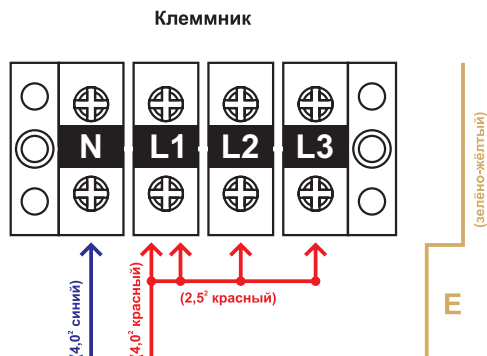 Клеммник
N L1 L2 L3
(зелёно-жёлтый)
(4,0² синий)
(4,0² красный)
(2,5² красный)
E